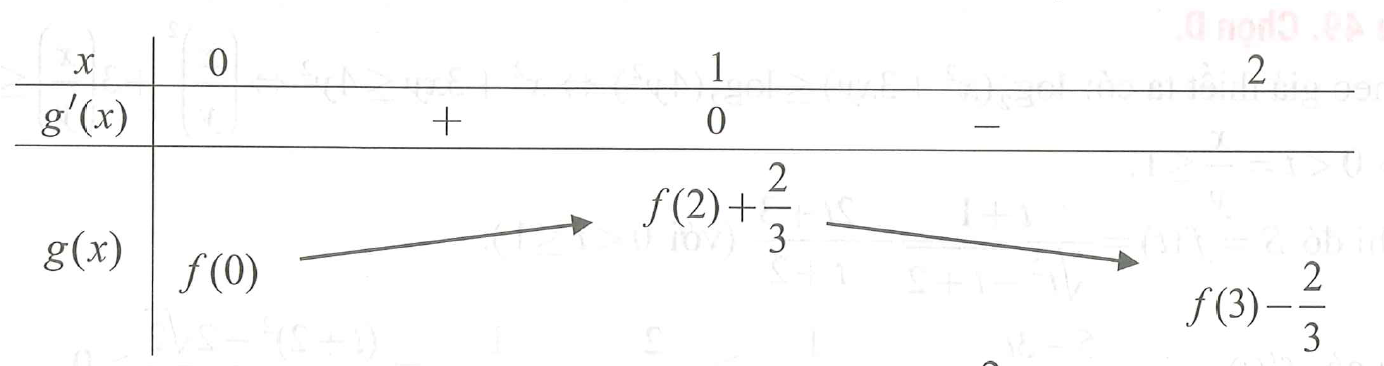 x 0 1 2
g′(x) + 0 −
g(x) f(0) f(2)+2/3 f(3)−2/3